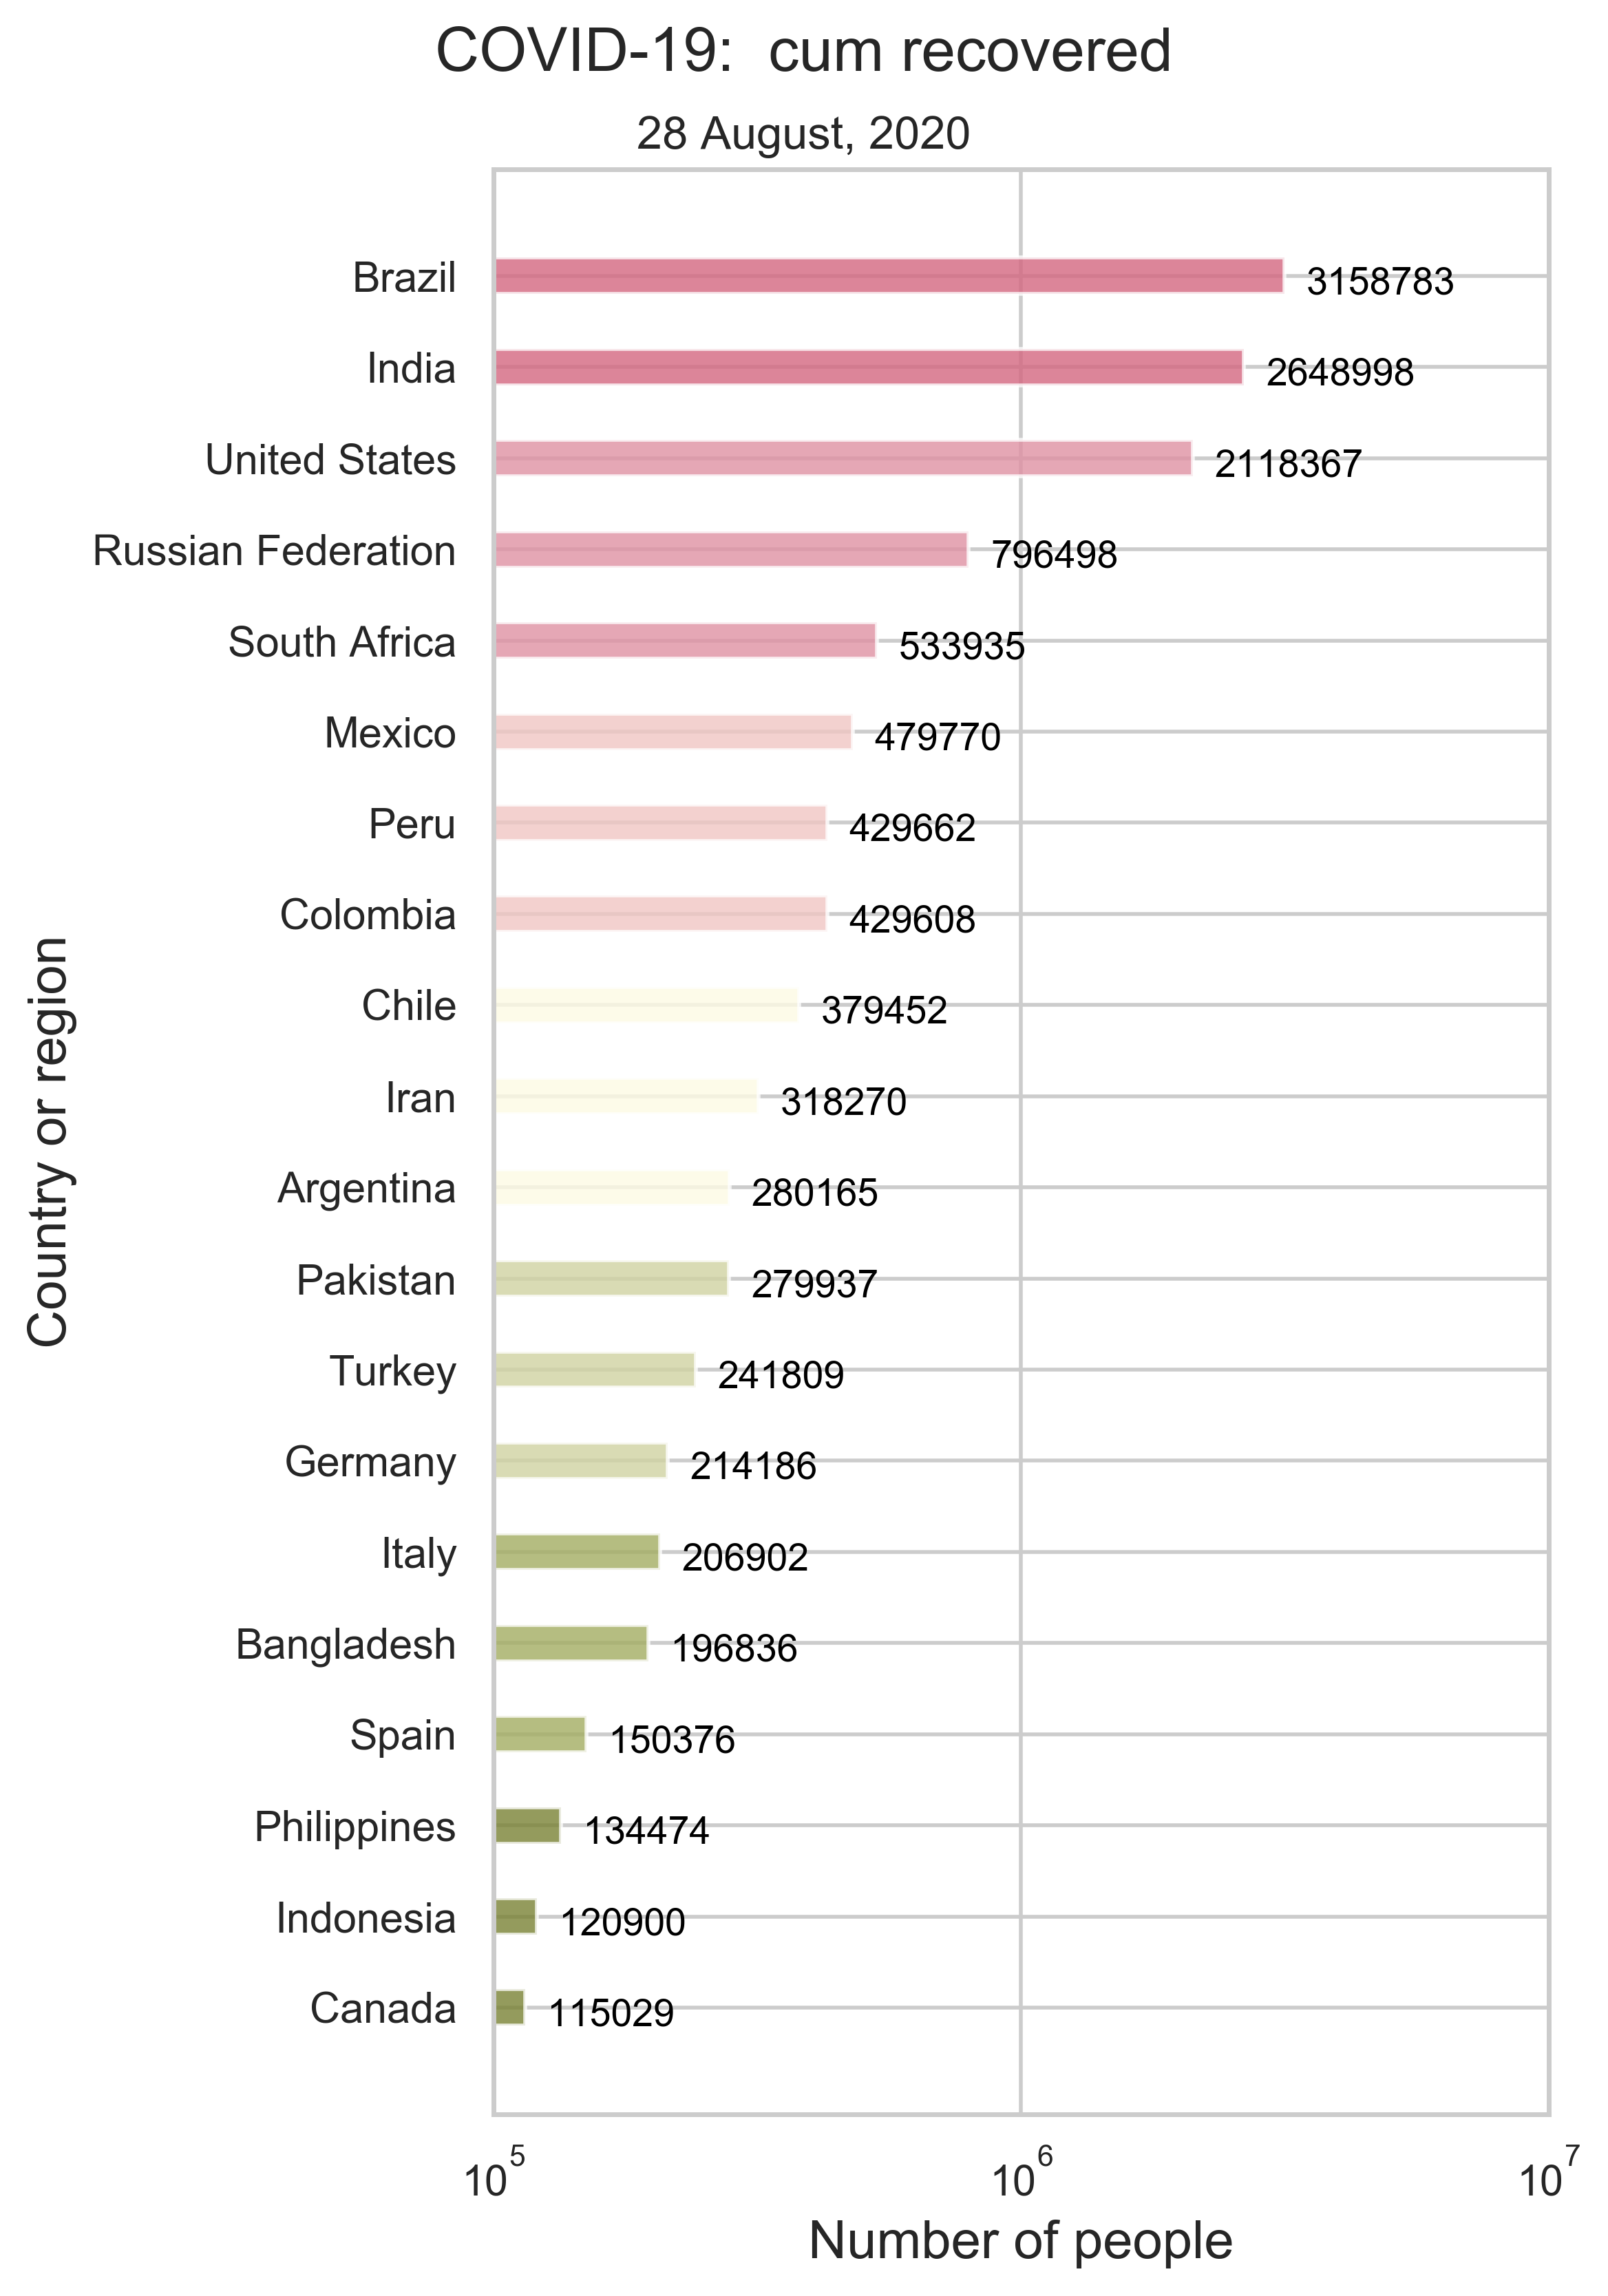 COVID-19:  cum recovered
28 August, 2020
Brazil 3158783
India 2648998
United States 2118367
Russian Federation 796498
South Africa 533935
Mexico 479770
Peru 429662
Colombia 429608
Chile 379452
Iran 318270
Argentina 280165
Pakistan 279937
Turkey 241809
Germany 214186
Italy 206902
Bangladesh 196836
Spain 150376
Philippines 134474
Indonesia 120900
Canada 115029
Country or region
10^5 10^6 10^7
Number of people